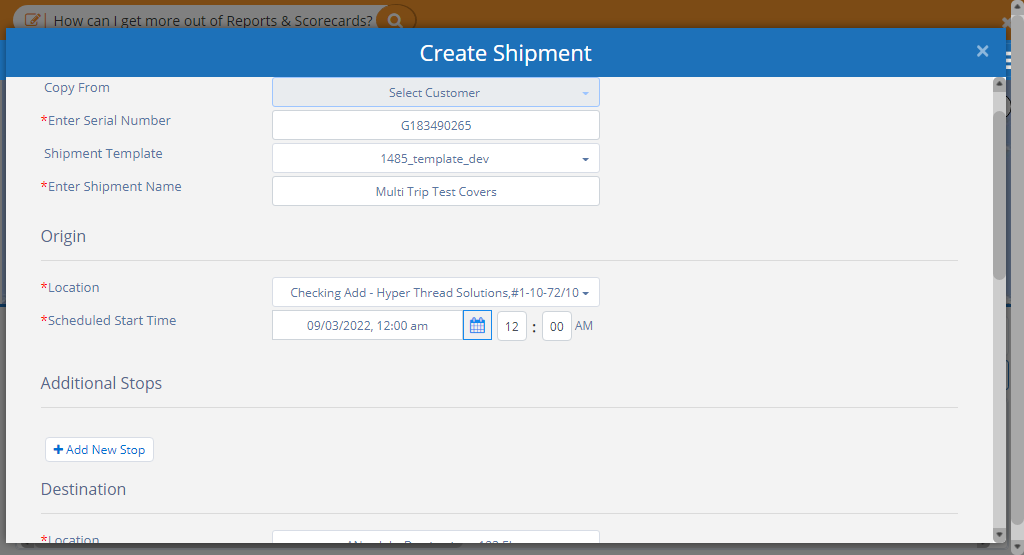 How can I get more out of Reports & Scorecards?
Create Shipment
×
Copy From
Select Customer
*Enter Serial Number
G183490265
Shipment Template
1485_template_dev
*Enter Shipment Name
Multi Trip Test Covers
Origin
*Location
Checking Add - Hyper Thread Solutions,#1-10-72/10
*Scheduled Start Time
09/03/2022, 12:00 am
12 : 00 AM
Additional Stops
Add New Stop
Destination
*Location